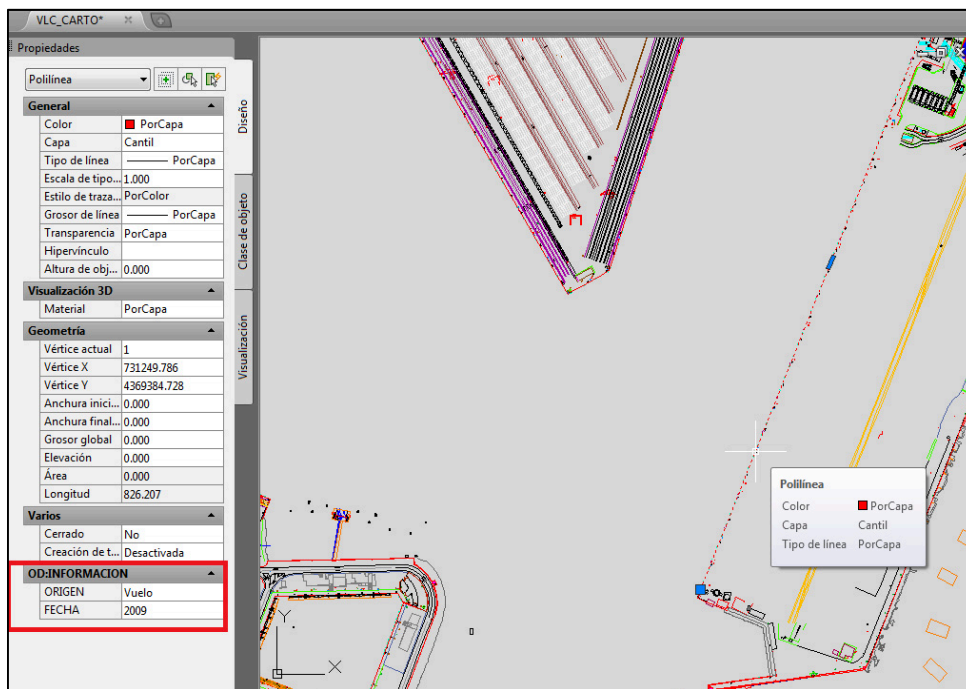 VLC_CARTO*
Propiedades
Polilínea
General
Color PorCapa
Capa Cantil
Tipo de línea PorCapa
Escala de tipo... 1.000
Estilo de traza... PorColor
Grosor de línea PorCapa
Transparencia PorCapa
Hipervínculo
Altura de obj... 0.000
Visualización 3D
Material PorCapa
Geometría
Vértice actual 1
Vértice X 731249.786
Vértice Y 4369384.728
Anchura inici... 0.000
Anchura final... 0.000
Grosor global 0.000
Elevación 0.000
Área 0.000
Longitud 826.207
Varios
Cerrado No
Creación de t... Desactivada
OD:INFORMACION
ORIGEN Vuelo
FECHA 2009
Diseño
Clase de objeto
Visualización
Polilínea
Color PorCapa
Capa Cantil
Tipo de línea PorCapa
Y
X